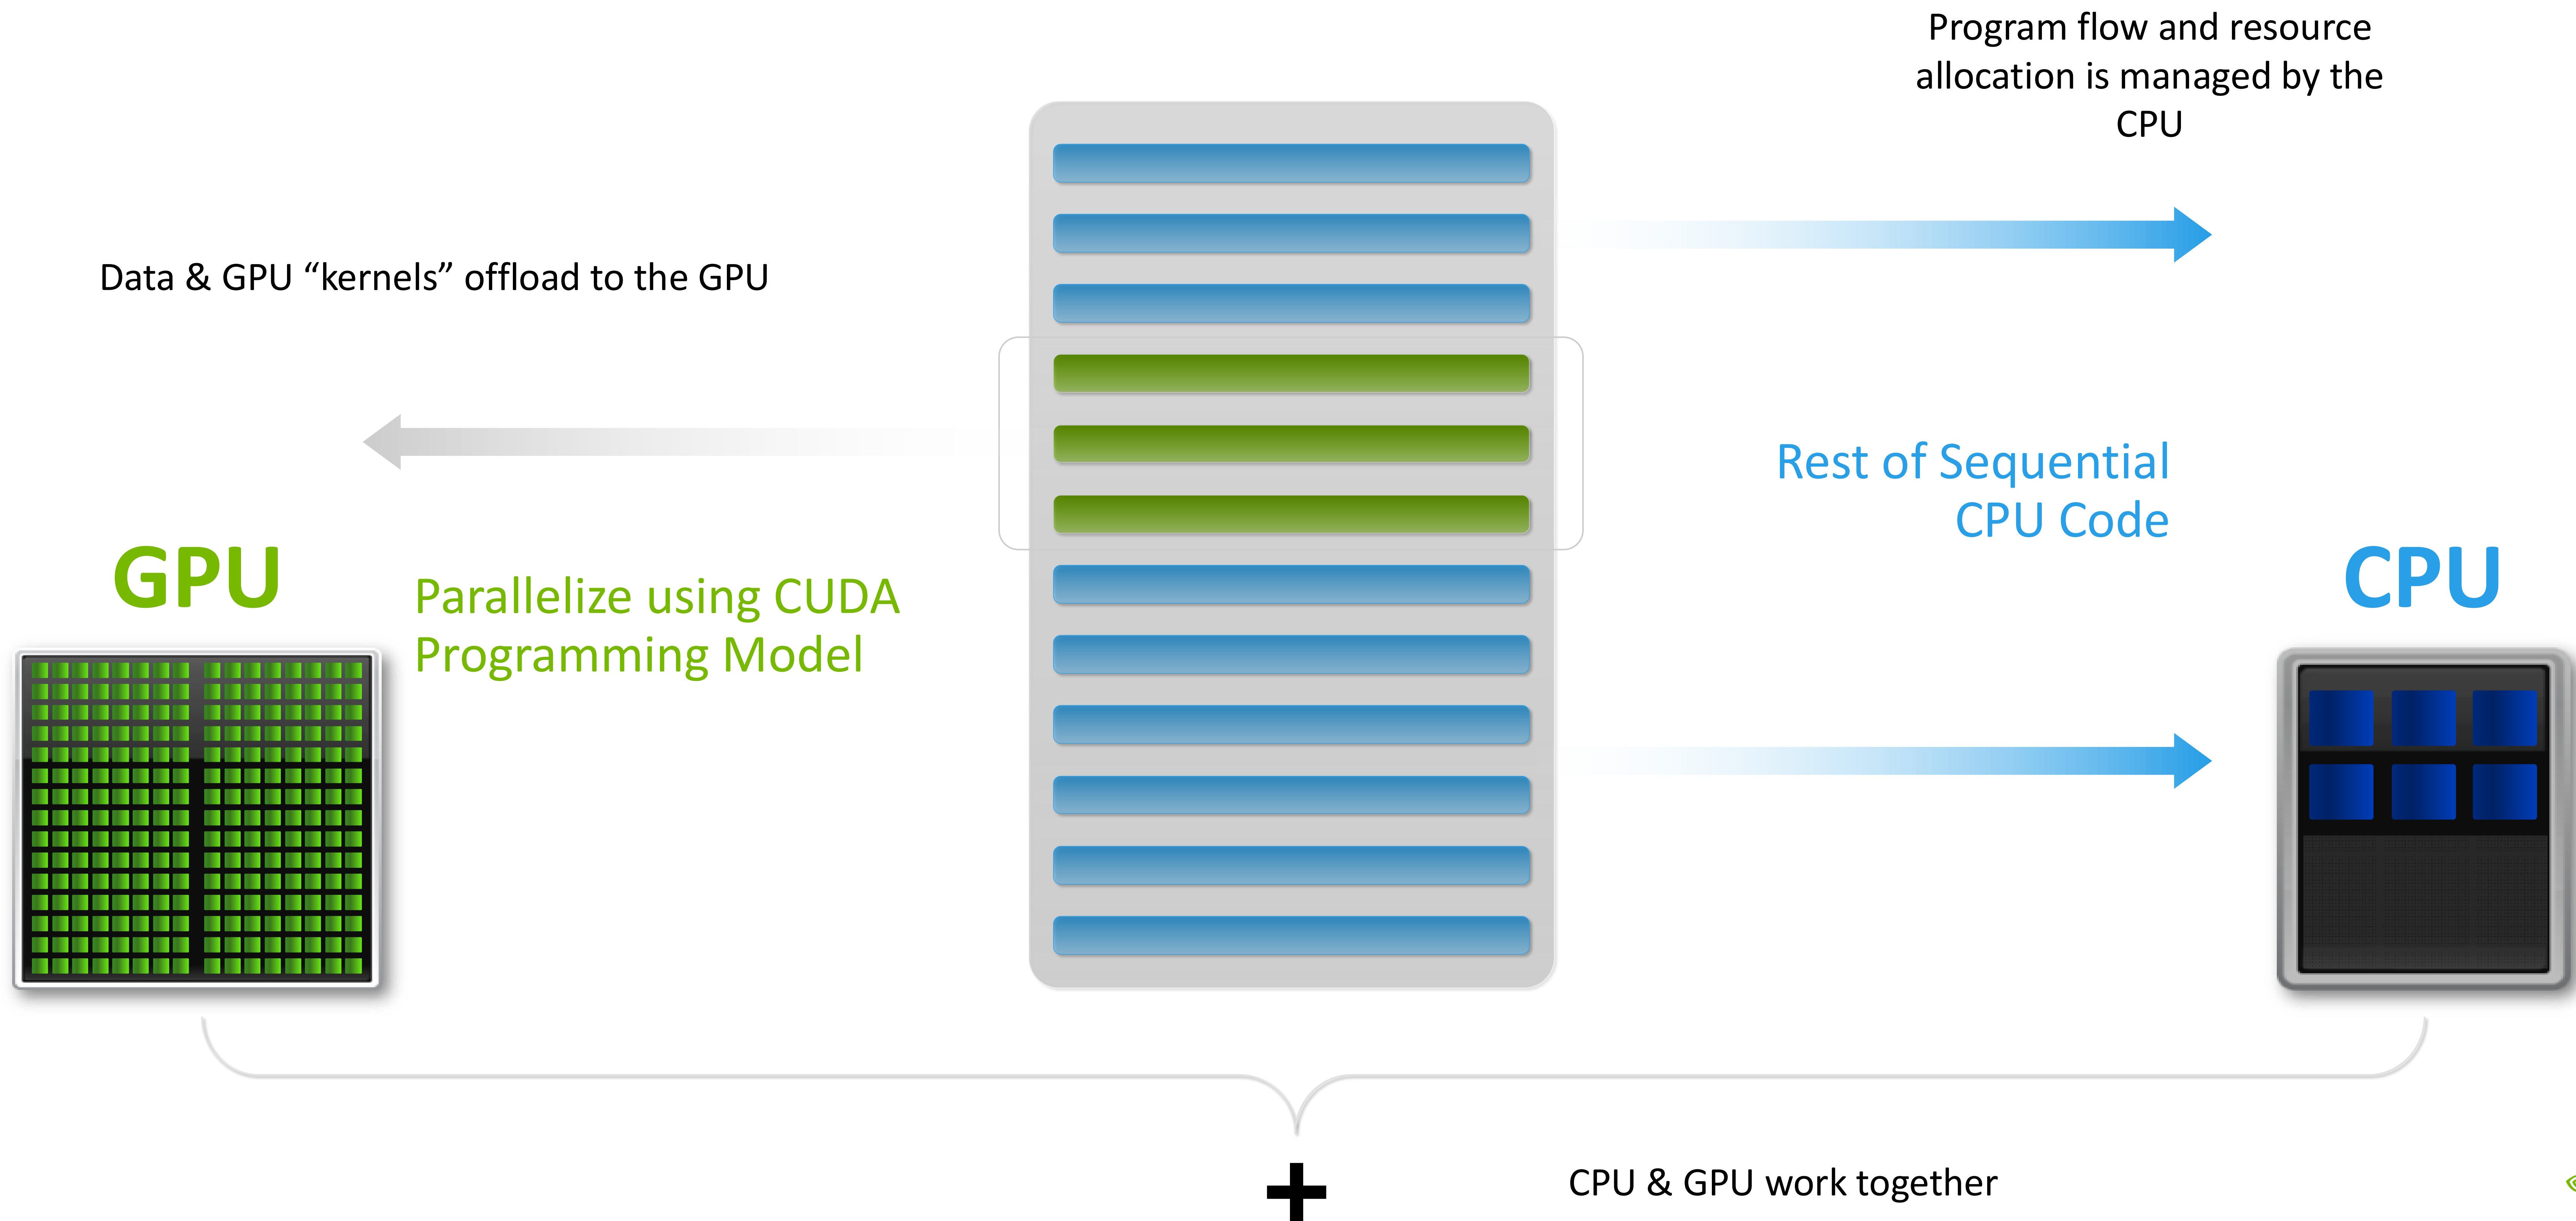 Program flow and resource
allocation is managed by the
CPU
Data & GPU “kernels” offload to the GPU
Rest of Sequential
CPU Code
GPU
Parallelize using CUDA
Programming Model
CPU
+
CPU & GPU work together